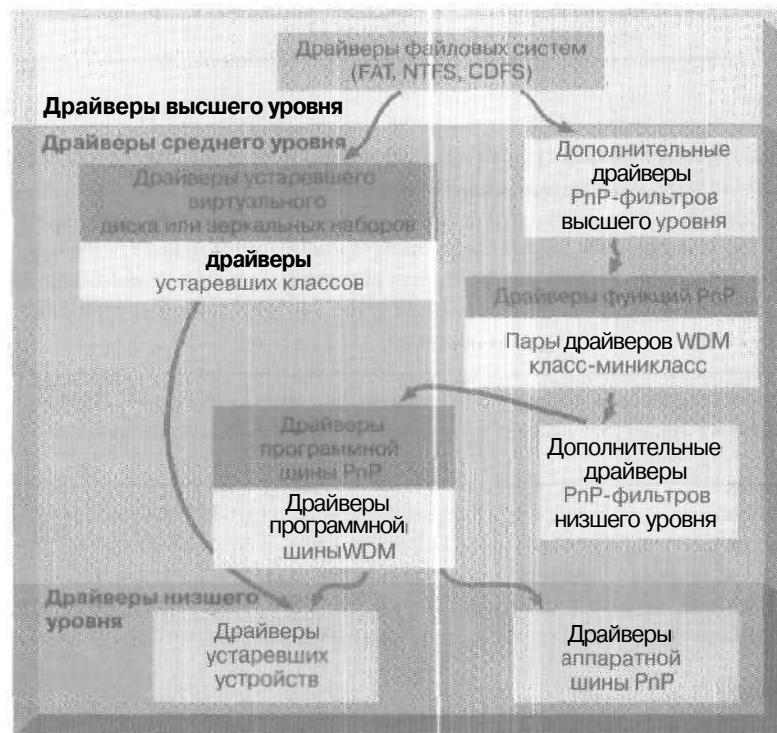 Драйверы файловых систем
(FAT, NTFS, CDFS)
Драйверы высшего уровня
Драйверы среднего уровня
Драйверы устаревшего
виртуального
диска или зеркальных наборов
драйверы
устаревших классов
Дополнительные
драйверы
PnP-фильтров
высшего уровня
Драйверы функций PnP
Пары драйверов WDM
класс-миникласс
Драйверы
программной
шины PnP
Драйверы
программной
шиныWDM
Дополнительные
драйверы
PnP-фильтров
низшего уровня
Драйверы низшего
уровня
Драйверы
устаревших
устройств
Драйверы
аппаратной
шины PnP